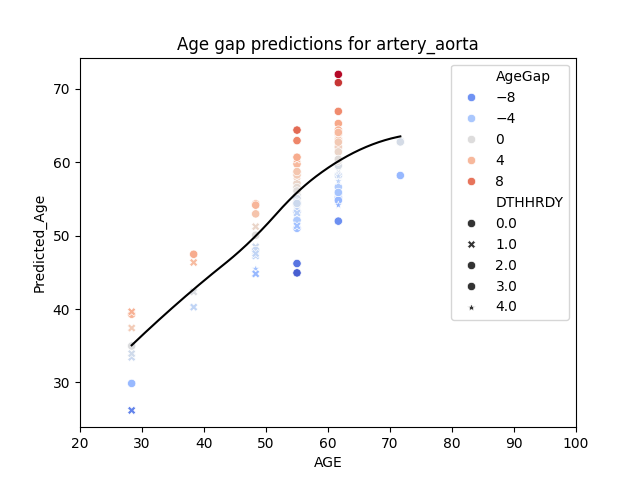 Age gap predictions for artery_aorta
Predicted_Age
70
60
50
40
30
20 30 40 50 60 70 80 90 100
AGE
AgeGap
−8
−4
0
4
8
DTHHRDY
0.0
1.0
2.0
3.0
4.0